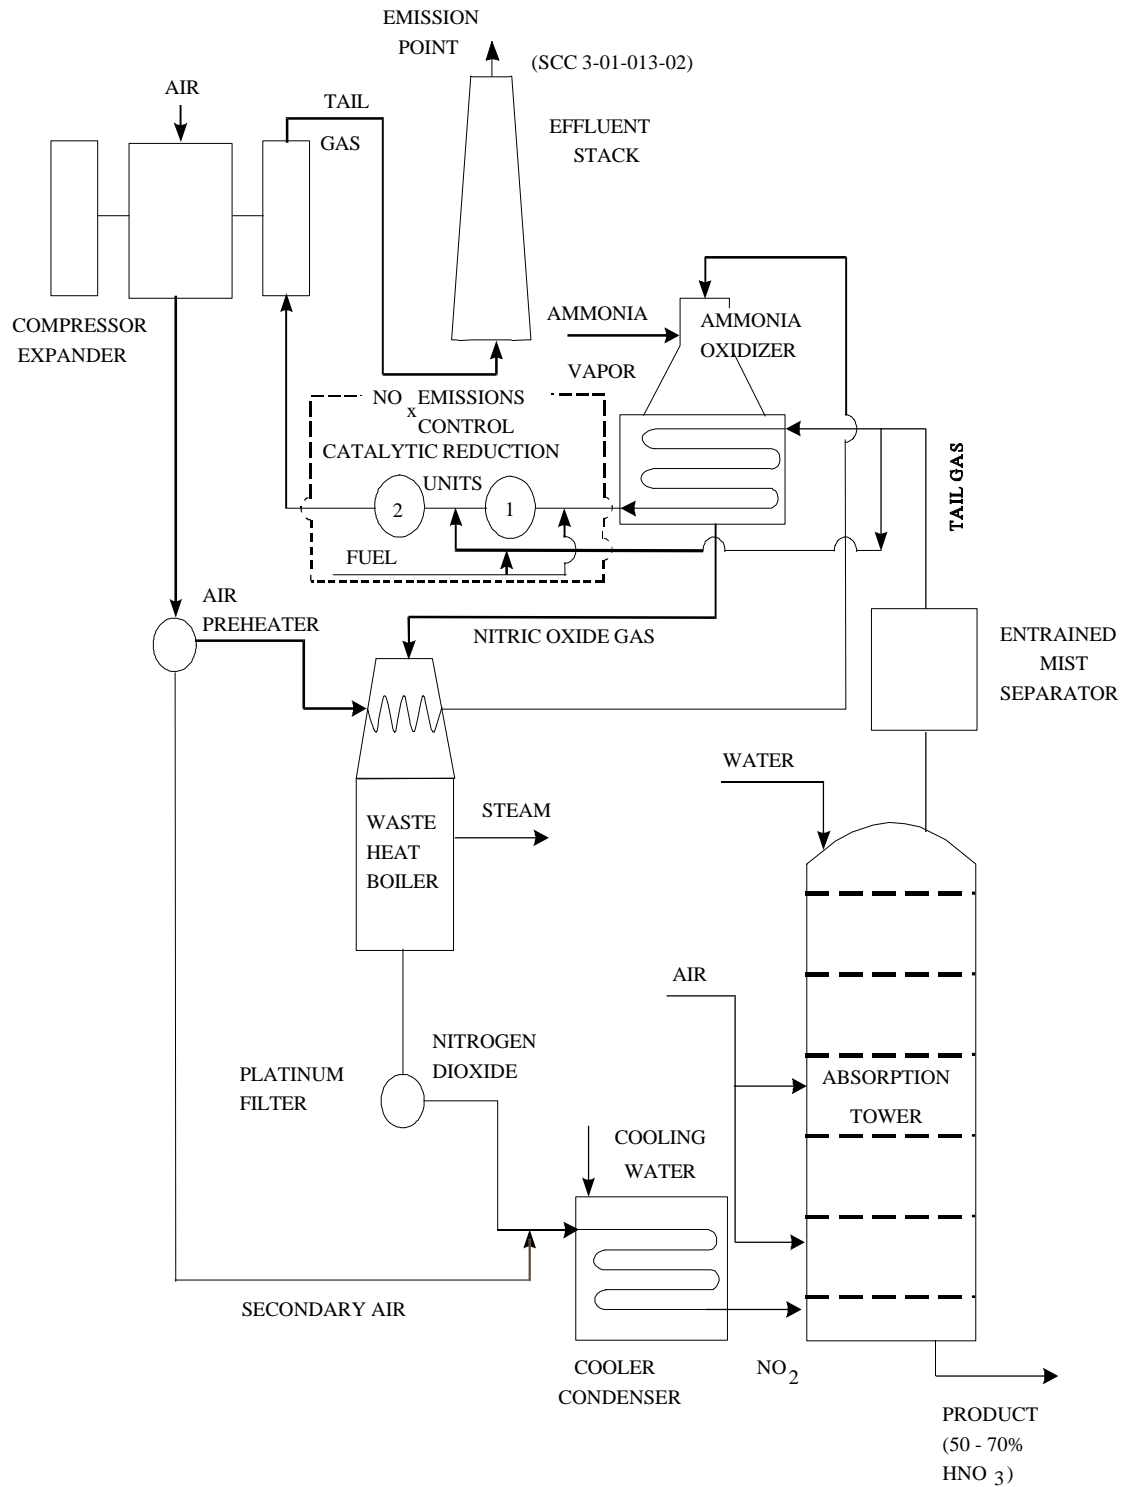 EMISSION
POINT
(SCC 3-01-013-02)
AIR
TAIL
GAS
EFFLUENT
STACK
COMPRESSOR
EXPANDER
AMMONIA
VAPOR
AMMONIA
OXIDIZER
NO x EMISSIONS
CONTROL
CATALYTIC REDUCTION
UNITS
2
1
FUEL
TAIL GAS
AIR
PREHEATER
NITRIC OXIDE GAS
ENTRAINED
MIST
SEPARATOR
WATER
STEAM
WASTE
HEAT
BOILER
AIR
NITROGEN
DIOXIDE
PLATINUM
FILTER
ABSORPTION
TOWER
COOLING
WATER
SECONDARY AIR
COOLER
CONDENSER
NO 2
PRODUCT
(50 - 70%
HNO 3)